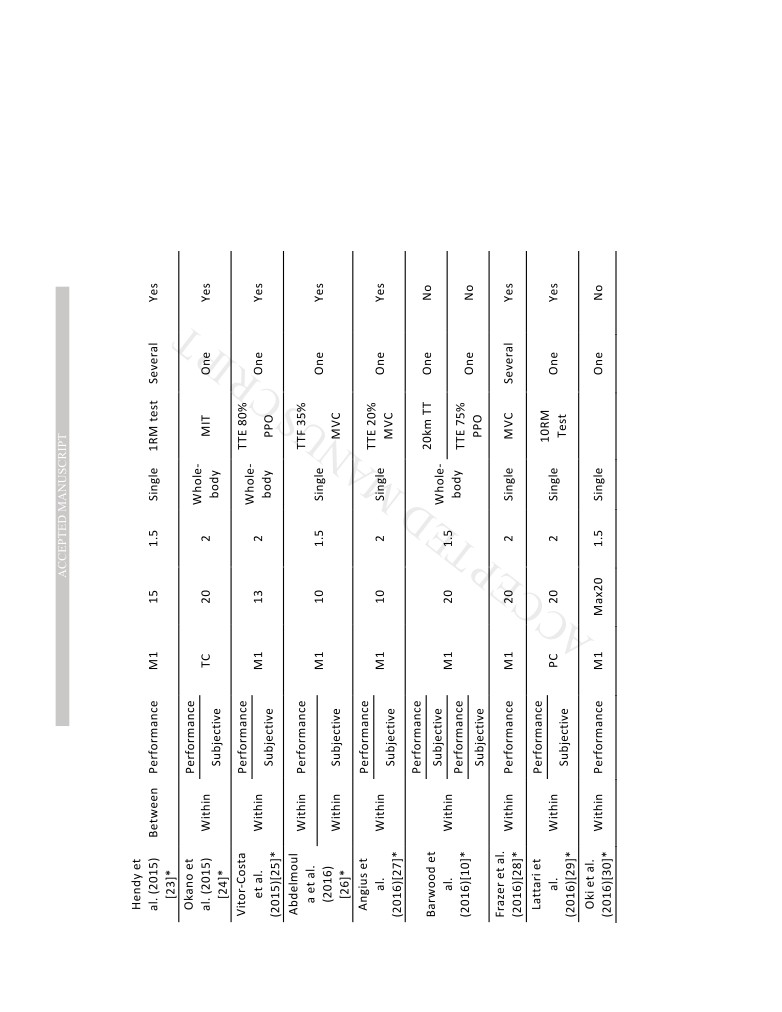 ACCEPTED MANUSCRIPT
Hendy et
al. (2015)
[23]*
Between
Performance
M1
15
1.5
Single
1RM test
Several
Yes
Okano et
al. (2015)
[24]*
Within
Performance
Subjective
TC
20
2
Whole-
body
MIT
One
Yes
Vitor-Costa
et al.
(2015)[25]*
Within
Performance
Subjective
M1
13
2
Whole-
body
TTE 80%
PPO
One
Yes
Abdelmoul
a et al.
(2016)
[26]*
Within
Within
Performance
Subjective
M1
10
1.5
Single
TTF 35%
MVC
One
Yes
Angius et
al.
(2016)[27]*
Within
Performance
Subjective
M1
10
2
Single
TTE 20%
MVC
One
Yes
Barwood et
al.
(2016)[10]*
Within
Performance
Subjective
Performance
Subjective
M1
20
1.5
Whole-
body
20km TT
One
No
TTE 75%
PPO
One
No
Frazer et al.
(2016)[28]*
Within
Performance
M1
20
2
Single
MVC
Several
Yes
Lattari et
al.
(2016)[29]*
Within
Performance
Subjective
PC
20
2
Single
10RM
Test
One
Yes
Oki et al.
(2016)[30]*
Within
Performance
M1
Max20
1.5
Single
One
No
ACCEPTED MANUSCRIPT